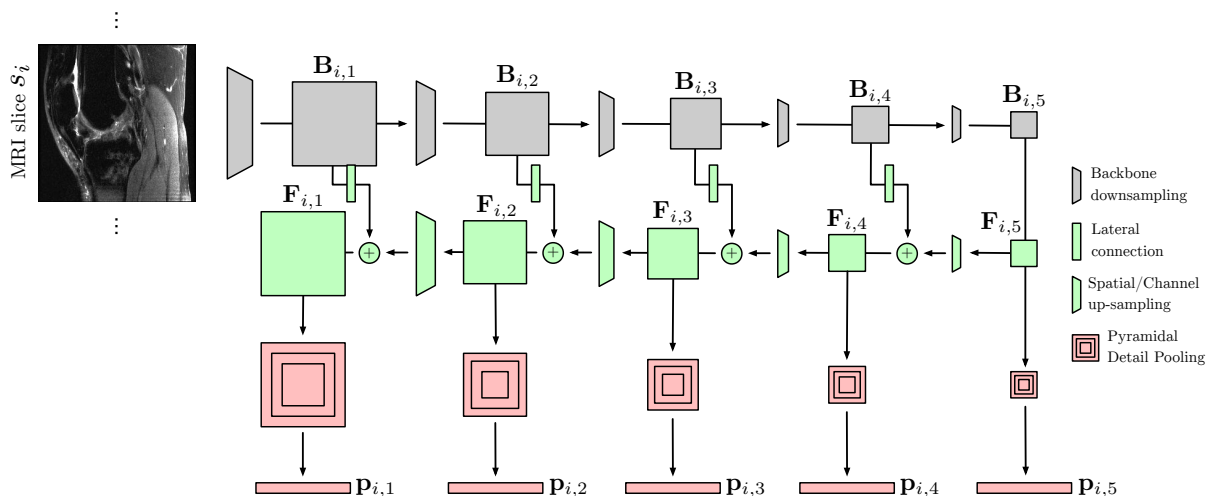 ⋮
MRI slice s_i
⋮
B_{i,1}
B_{i,2}
B_{i,3}
B_{i,4}
B_{i,5}
F_{i,1}
F_{i,2}
F_{i,3}
F_{i,4}
F_{i,5}
+
+
+
+
p_{i,1}
p_{i,2}
p_{i,3}
p_{i,4}
p_{i,5}
Backbone
downsampling
Lateral
connection
Spatial/Channel
up-sampling
Pyramidal
Detail Pooling